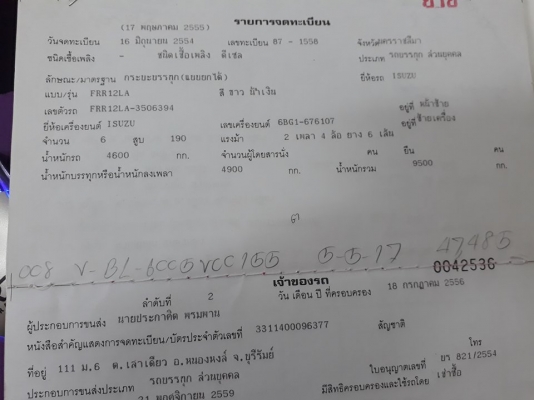 ขาย
(17 พฤษภาคม 2555) รายการจดทะเบียน
วันจดทะเบียน 16 มิถุนายน 2554 เลขทะเบียน 87 - 1558 จังหวัดนครราชสีมา
ชนิดเชื้อเพลิง - ชนิดเชื้อเพลิง ดีเซล ประเภท รถบรรทุก ส่วนบุคคล
ลักษณะ/มาตรฐาน กระบะบรรทุก(ยกยกได้) ยี่ห้อรถ ISUZU
แบบ/รุ่น FRR12LA สี ขาว น้ำเงิน
เลขตัวรถ FRR12LA-3506394 อยู่ที่ หน้าซ้าย
ยี่ห้อเครื่องยนต์ ISUZU เลขเครื่องยนต์ 6BG1-676107 อยู่ที่ ซ้ายเครื่อง
จำนวน 6 สูบ 190 แรงม้า 2 เพลา 4 ล้อ ยาง 6 เส้น
น้ำหนักรถ 4600 กก. จำนวนผู้โดยสารนั่ง คน ยืน คน
น้ำหนักบรรทุกหรือน้ำหนักลงเพลา 4900 กก. น้ำหนักรวม 9500 กก.
๓
5-5-17 47485
0042536
เจ้าของรถ
ลำดับที่ 2 วัน เดือน ปี ที่ครอบครอง 18 กรกฎาคม 2556
ผู้ประกอบการขนส่ง นายประกาศิต พรมพาน
หนังสือสำคัญแสดงการจดทะเบียน/บัตรประจำตัวเลขที่ 3311400096377 สัญชาติ ไทย
ที่อยู่ 111 ม.6 ต.เสาเดียว อ.หนองหงส์ จ.บุรีรัมย์
ประกอบการขนส่งประเภท รถบรรทุก ส่วนบุคคล ใบอนุญาตเลขที่ บร 821/2554
21 พฤศจิกายน 2559 มีสิทธิครอบครองและใช้รถโดย เช่าซื้อ